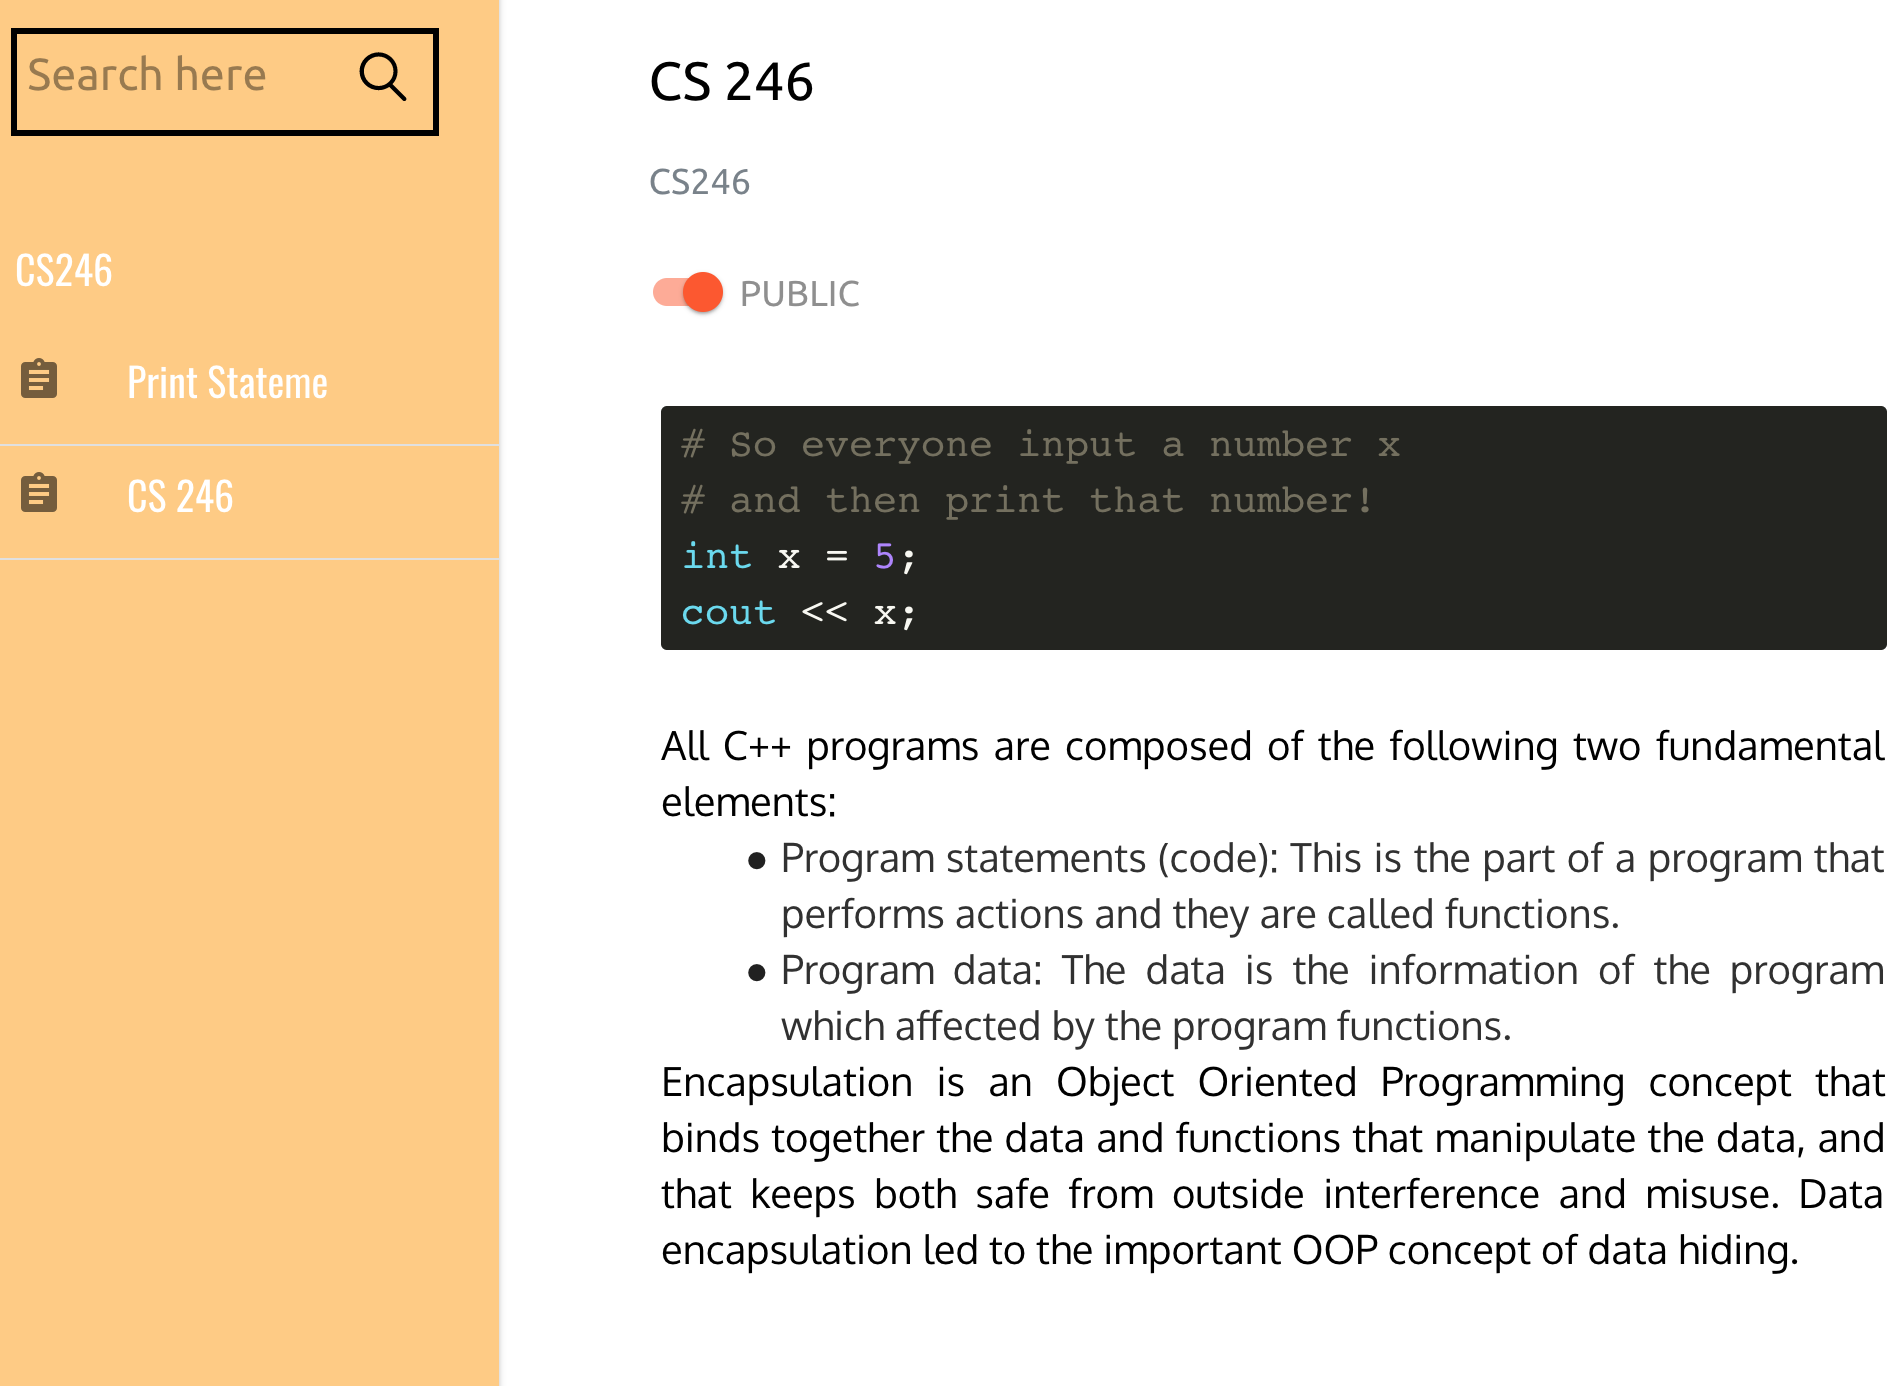 Search here
CS246
Print Stateme
CS 246
CS 246
CS246
PUBLIC
# So everyone input a number x
# and then print that number!
int x = 5;
cout << x;
All C++ programs are composed of the following two fundamental
elements:
● Program statements (code): This is the part of a program that
performs actions and they are called functions.
● Program data: The data is the information of the program
which affected by the program functions.
Encapsulation is an Object Oriented Programming concept that
binds together the data and functions that manipulate the data, and
that keeps both safe from outside interference and misuse. Data
encapsulation led to the important OOP concept of data hiding.